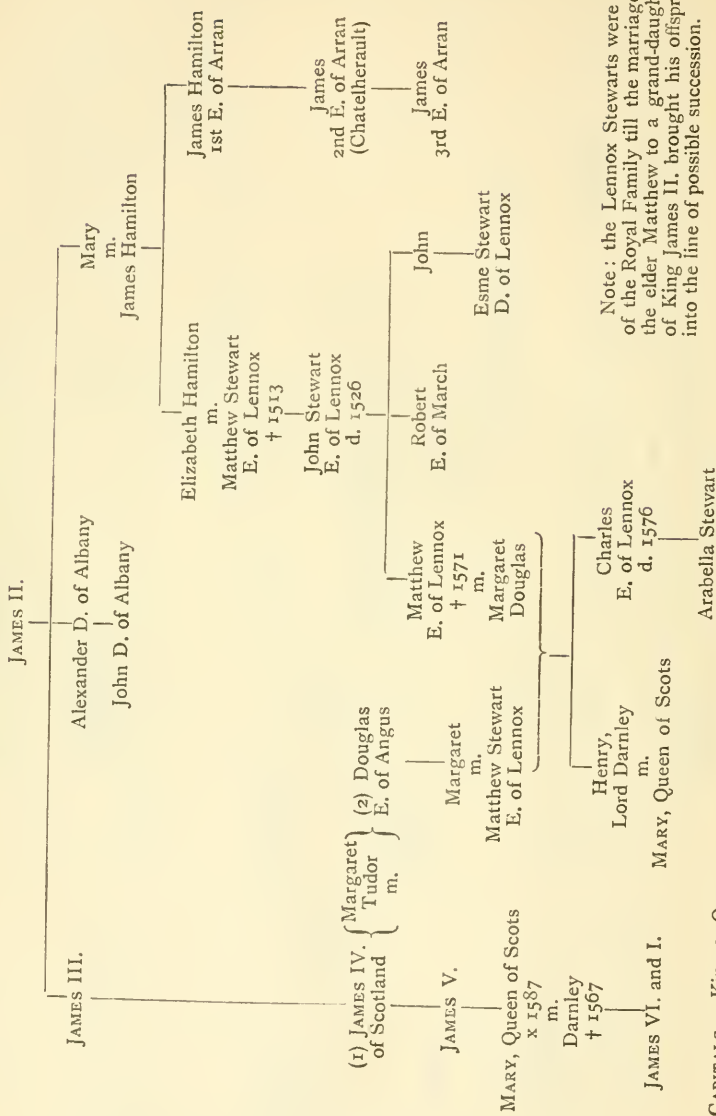 JAMES II.
JAMES III.
Alexander D. of Albany
John D. of Albany
Mary
m.
James Hamilton
Elizabeth Hamilton
m.
Matthew Stewart
E. of Lennox
† 1513
James Hamilton
1st E. of Arran
John Stewart
E. of Lennox
d. 1526
James
2nd E. of Arran
(Chatelherault)
(1) JAMES IV.
of Scotland
Margaret
Tudor
m.
(2) Douglas
E. of Angus
Matthew
E. of Lennox
† 1571
m.
Margaret
Douglas
Robert
E. of March
John
James
3rd E. of Arran
JAMES V.
Margaret
m.
Matthew Stewart
E. of Lennox
Esme Stewart
D. of Lennox
MARY, Queen of Scots
x 1587
m.
Darnley
† 1567
Henry,
Lord Darnley
m.
MARY, Queen of Scots
Charles
E. of Lennox
d. 1576
JAMES VI. and I.
Arabella Stewart
Note: the Lennox Stewarts were
of the Royal Family till the marriage
the elder Matthew to a grand-daugh
of King James II. brought his offspr
into the line of possible succession.